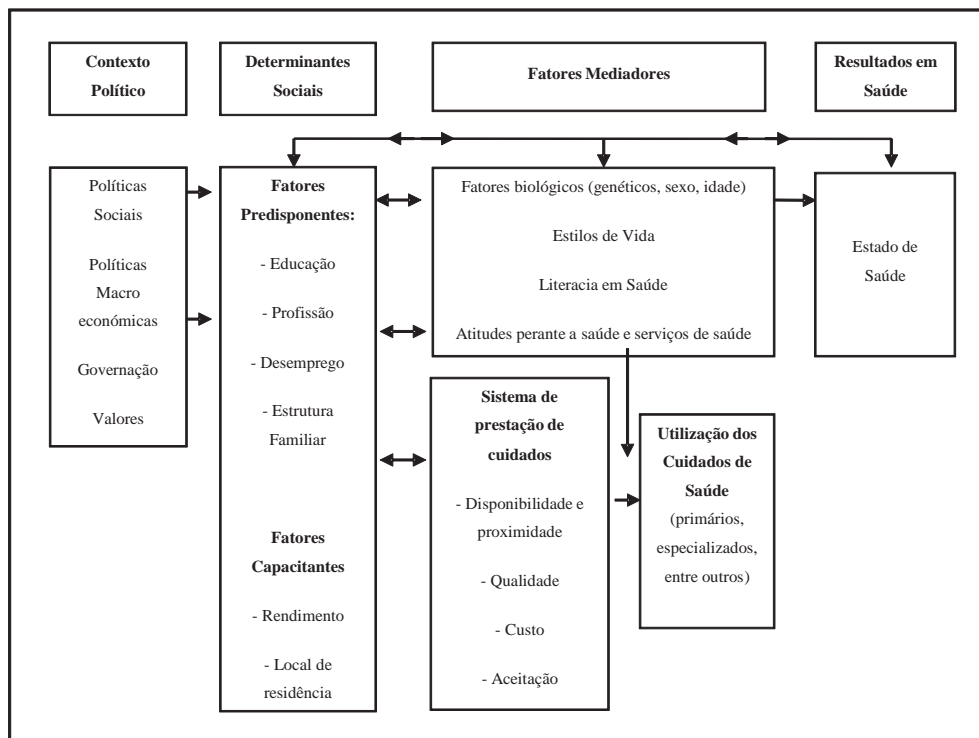 Contexto
Político
Determinantes
Sociais
Fatores Mediadores
Resultados em
Saúde
Políticas
Sociais
Políticas
Macro
económicas
Governação
Valores
Fatores
Predisponentes:
- Educação
- Profissão
- Desemprego
- Estrutura
Familiar
Fatores
Capacitantes
- Rendimento
- Local de
residência
Fatores biológicos (genéticos, sexo, idade)
Estilos de Vida
Literacia em Saúde
Atitudes perante a saúde e serviços de saúde
Sistema de
prestação de
cuidados
- Disponibilidade e
proximidade
- Qualidade
- Custo
- Aceitação
Utilização dos
Cuidados de
Saúde
(primários,
especializados,
entre outros)
Estado de
Saúde